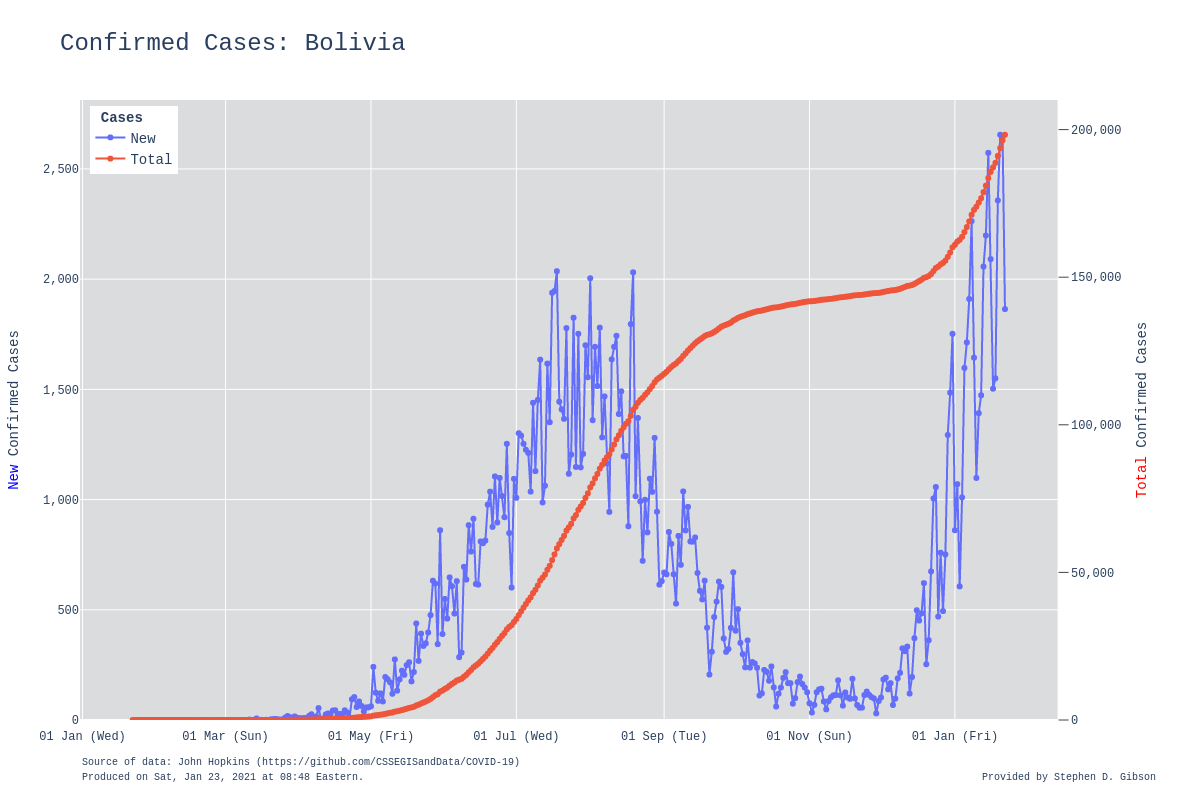 Confirmed Cases: Bolivia
Cases
New
Total
2,500
2,000
1,500
1,000
500
0
200,000
150,000
100,000
50,000
0
New Confirmed Cases
Total Confirmed Cases
01 Jan (Wed) 01 Mar (Sun) 01 May (Fri) 01 Jul (Wed) 01 Sep (Tue) 01 Nov (Sun) 01 Jan (Fri)
Source of data: John Hopkins (https://github.com/CSSEGISandData/COVID-19)
Produced on Sat, Jan 23, 2021 at 08:48 Eastern.
Provided by Stephen D. Gibson